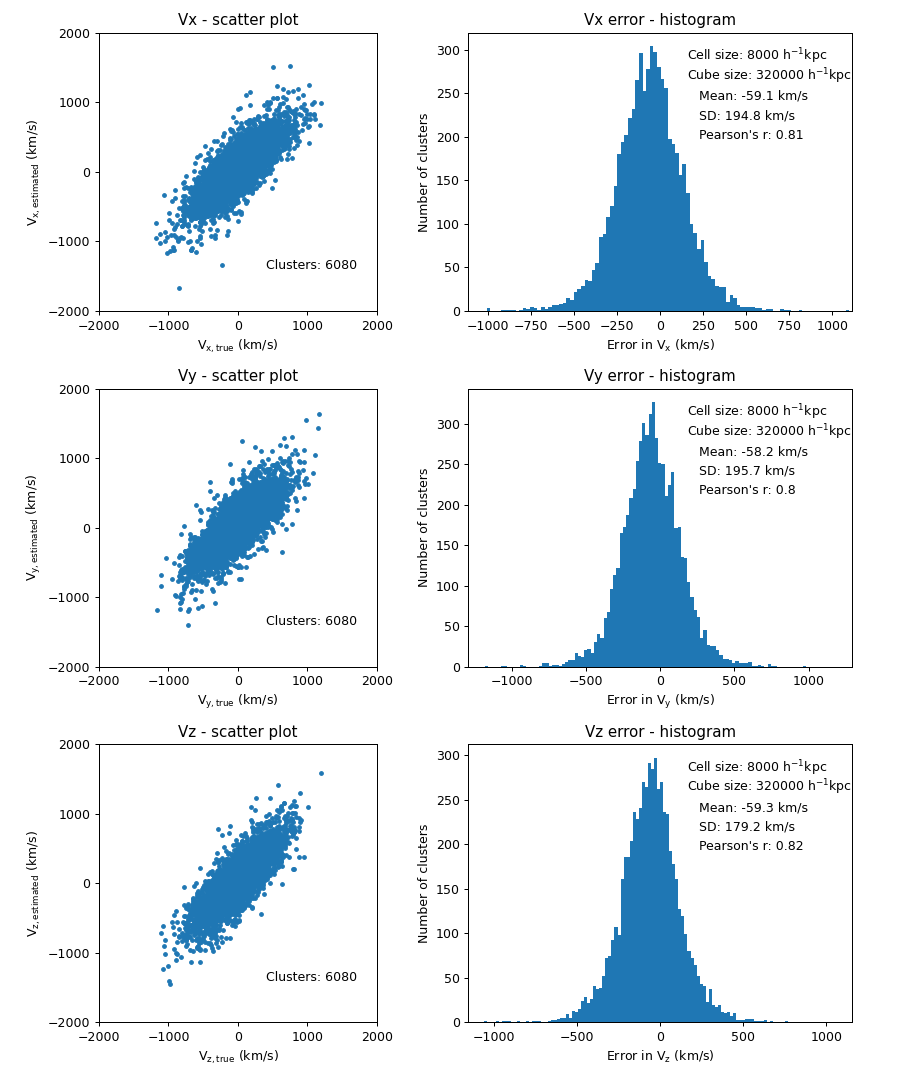 Vx - scatter plot
2000
1000
0
−1000
−2000
−2000 −1000 0 1000 2000
V_x, estimated (km/s)
V_x, true (km/s)
Clusters: 6080
Vx error - histogram
300
250
200
150
100
50
0
−1000 −750 −500 −250 0 250 500 750 1000
Number of clusters
Error in V_x (km/s)
Cell size: 8000 h⁻¹kpc
Cube size: 320000 h⁻¹kpc
Mean: -59.1 km/s
SD: 194.8 km/s
Pearson's r: 0.81
Vy - scatter plot
2000
1000
0
−1000
−2000
−2000 −1000 0 1000 2000
V_y, estimated (km/s)
V_y, true (km/s)
Clusters: 6080
Vy error - histogram
300
250
200
150
100
50
0
−1000 −500 0 500 1000
Number of clusters
Error in V_y (km/s)
Cell size: 8000 h⁻¹kpc
Cube size: 320000 h⁻¹kpc
Mean: -58.2 km/s
SD: 195.7 km/s
Pearson's r: 0.8
Vz - scatter plot
2000
1000
0
−1000
−2000
−2000 −1000 0 1000 2000
V_z, estimated (km/s)
V_z, true (km/s)
Clusters: 6080
Vz error - histogram
300
250
200
150
100
50
0
−1000 −500 0 500 1000
Number of clusters
Error in V_z (km/s)
Cell size: 8000 h⁻¹kpc
Cube size: 320000 h⁻¹kpc
Mean: -59.3 km/s
SD: 179.2 km/s
Pearson's r: 0.82